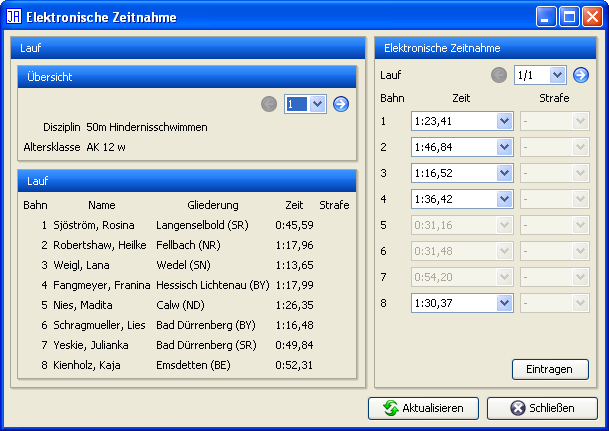 JA Elektronische Zeitnahme
Lauf
Übersicht
1
Disziplin 50m Hindernisschwimmen
Altersklasse AK 12 w
Lauf
Bahn Name Gliederung Zeit Strafe
1 Sjöström, Rosina Langenselbold (SR) 0:45,59
2 Robertshaw, Heilke Fellbach (NR) 1:17,96
3 Weigl, Lana Wedel (SN) 1:13,65
4 Fangmeyer, Franina Hessisch Lichtenau (BY) 1:17,99
5 Nies, Madita Calw (ND) 1:26,35
6 Schragmueller, Lies Bad Dürrenberg (BY) 1:16,48
7 Yeskie, Julianka Bad Dürrenberg (SR) 0:49,84
8 Kienholz, Kaja Emsdetten (BE) 0:52,31
Elektronische Zeitnahme
Lauf 1/1
Bahn Zeit Strafe
1 1:23,41 -
2 1:46,84 -
3 1:16,52 -
4 1:36,42 -
5 0:31,16 -
6 0:31,48 -
7 0:54,20 -
8 1:30,37 -
Eintragen
Aktualisieren Schließen